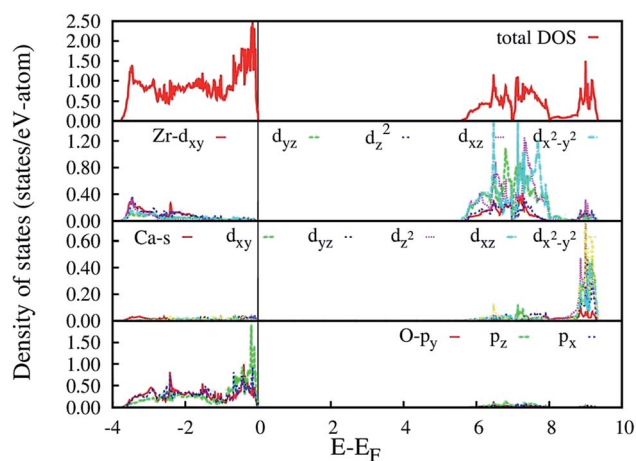 Density of states (states/eV-atom)
2.50
2.00
1.50
1.00
0.50
0.00
total DOS
1.20
0.80
0.40
0.00
Zr-dxy dyz dz² dxz dx²-y²
0.60
0.40
0.20
0.00
Ca-s dxy dyz dz² dxz dx²-y²
1.50
1.00
0.50
0.00
O-py pz px
-4 -2 0 2 4 6 8 10
E-EF